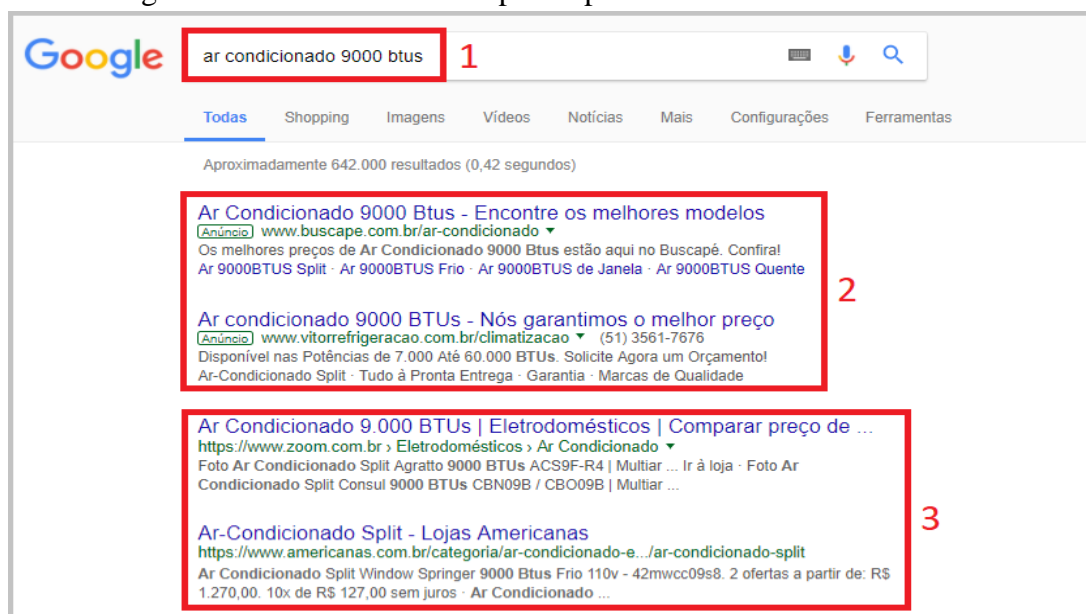 Google
ar condicionado 9000 btus
1
Todas Shopping Imagens Vídeos Notícias Mais Configurações Ferramentas
Aproximadamente 642.000 resultados (0,42 segundos)
Ar Condicionado 9000 Btus - Encontre os melhores modelos
Anúncio www.buscape.com.br/ar-condicionado
Os melhores preços de Ar Condicionado 9000 Btus estão aqui no Buscapé. Confira!
Ar 9000BTUS Split · Ar 9000BTUS Frio · Ar 9000BTUS de Janela · Ar 9000BTUS Quente
2
Ar condicionado 9000 BTUs - Nós garantimos o melhor preço
Anúncio www.vitorrefrigeracao.com.br/climatizacao (51) 3561-7676
Disponível nas Potências de 7.000 Até 60.000 BTUs. Solicite Agora um Orçamento!
Ar-Condicionado Split · Tudo à Pronta Entrega · Garantia · Marcas de Qualidade
Ar Condicionado 9.000 BTUs | Eletrodomésticos | Comparar preço de ...
https://www.zoom.com.br › Eletrodomésticos › Ar Condicionado
Foto Ar Condicionado Split Agratto 9000 BTUs ACS9F-R4 | Multiar ... Ir à loja · Foto Ar
Condicionado Split Consul 9000 BTUs CBN09B / CBO09B | Multiar ...
3
Ar-Condicionado Split - Lojas Americanas
https://www.americanas.com.br/categoria/ar-condicionado-e.../ar-condicionado-split
Ar Condicionado Split Window Springer 9000 Btus Frio 110v - 42mwcc09s8. 2 ofertas a partir de: R$
1.270,00. 10x de R$ 127,00 sem juros · Ar Condicionado ...